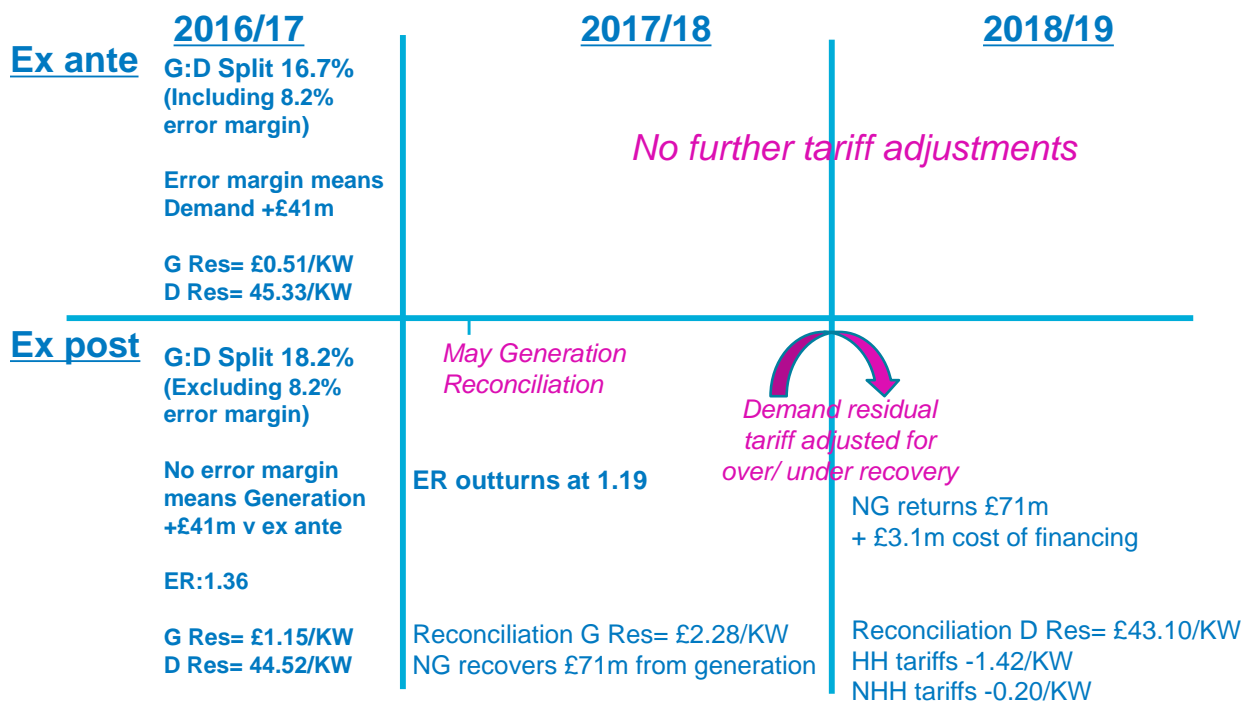 2016/17
2017/18
2018/19
Ex ante
G:D Split 16.7%
(Including 8.2%
error margin)
Error margin means
Demand +£41m
G Res= £0.51/KW
D Res= 45.33/KW
No further tariff adjustments
Ex post
G:D Split 18.2%
(Excluding 8.2%
error margin)
No error margin
means Generation
+£41m v ex ante
ER:1.36
G Res= £1.15/KW
D Res= 44.52/KW
May Generation
Reconciliation
ER outturns at 1.19
Reconciliation G Res= £2.28/KW
NG recovers £71m from generation
Demand residual
tariff adjusted for
over/ under recovery
NG returns £71m
+ £3.1m cost of financing
Reconciliation D Res= £43.10/KW
HH tariffs -1.42/KW
NHH tariffs -0.20/KW